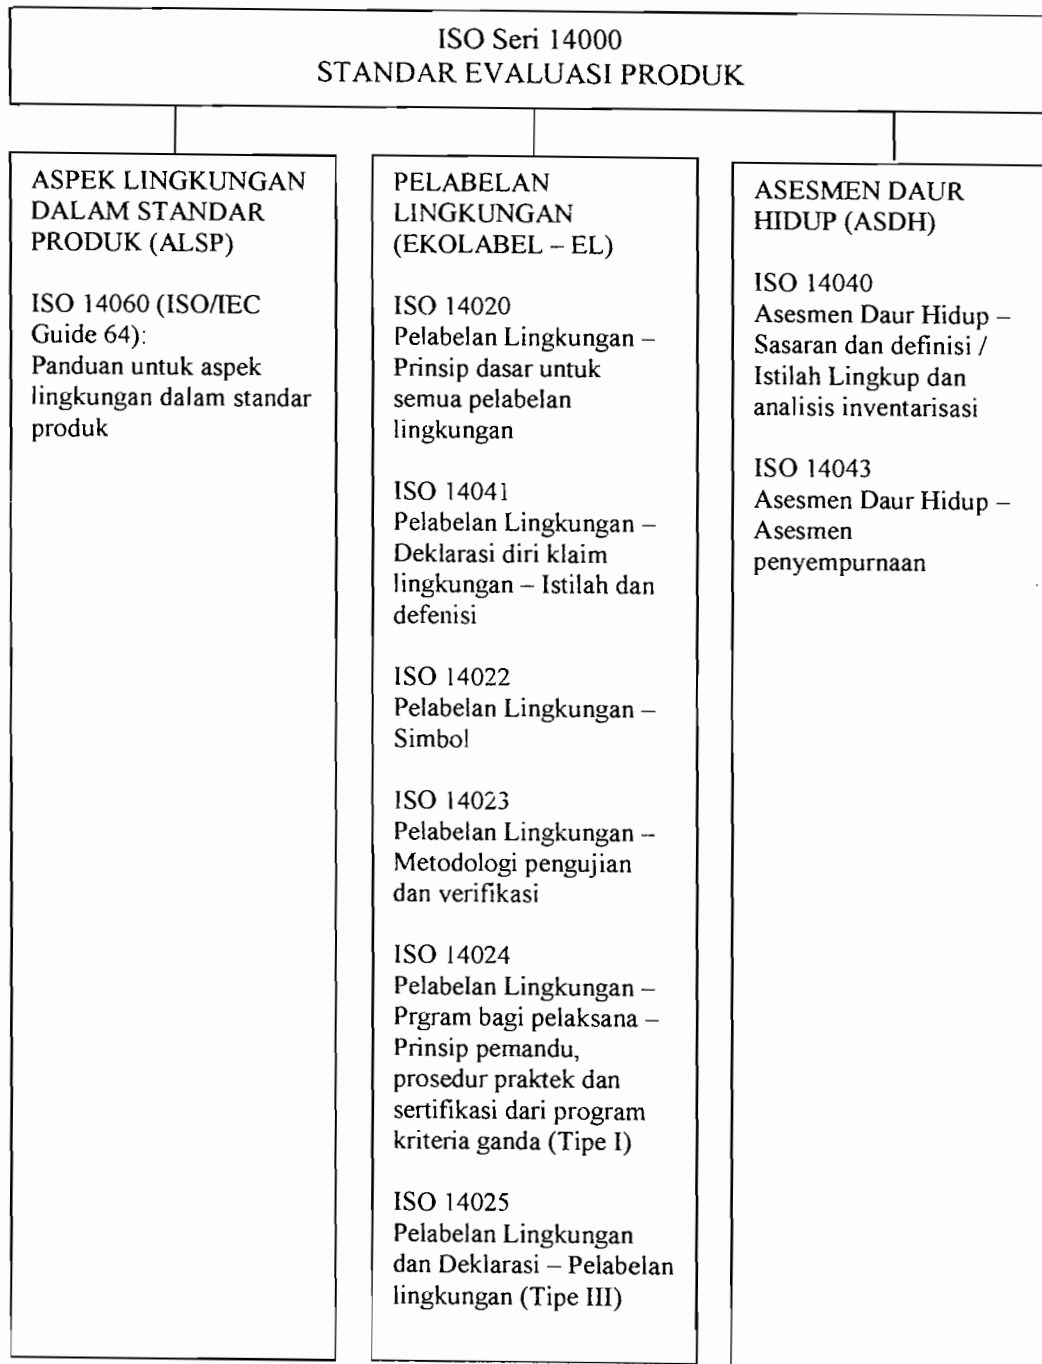 ISO Seri 14000
STANDAR EVALUASI PRODUK
ASPEK LINGKUNGAN
DALAM STANDAR
PRODUK (ALSP)
ISO 14060 (ISO/IEC
Guide 64):
Panduan untuk aspek
lingkungan dalam standar
produk
PELABELAN
LINGKUNGAN
(EKOLABEL – EL)
ISO 14020
Pelabelan Lingkungan –
Prinsip dasar untuk
semua pelabelan
lingkungan
ISO 14041
Pelabelan Lingkungan –
Deklarasi diri klaim
lingkungan – Istilah dan
defenisi
ISO 14022
Pelabelan Lingkungan –
Simbol
ISO 14023
Pelabelan Lingkungan –
Metodologi pengujian
dan verifikasi
ISO 14024
Pelabelan Lingkungan –
Prgram bagi pelaksana –
Prinsip pemandu,
prosedur praktek dan
sertifikasi dari program
kriteria ganda (Tipe I)
ISO 14025
Pelabelan Lingkungan
dan Deklarasi – Pelabelan
lingkungan (Tipe III)
ASESMEN DAUR
HIDUP (ASDH)
ISO 14040
Asesmen Daur Hidup –
Sasaran dan definisi /
Istilah Lingkup dan
analisis inventarisasi
ISO 14043
Asesmen Daur Hidup –
Asesmen
penyempurnaan